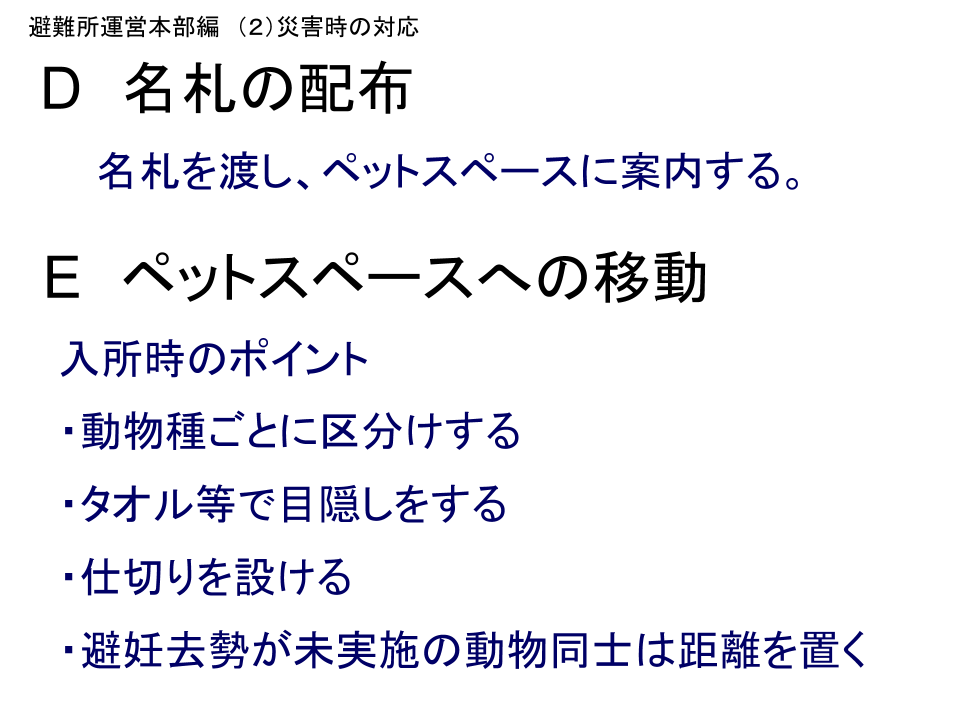 避難所運営本部編　（２）災害時の対応
Ｄ　名札の配布
名札を渡し、ペットスペースに案内する。
Ｅ　ペットスペースへの移動
入所時のポイント
・動物種ごとに区分けする
・タオル等で目隠しをする
・仕切りを設ける
・避妊去勢が未実施の動物同士は距離を置く